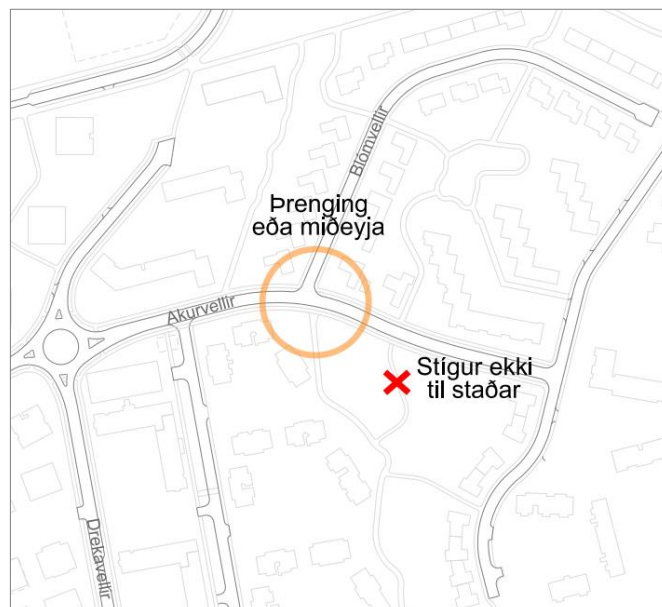 Blómvellir
Þrenging
eða miðeyja
Akurvellir
Stígur ekki
til staðar
Drekavellir